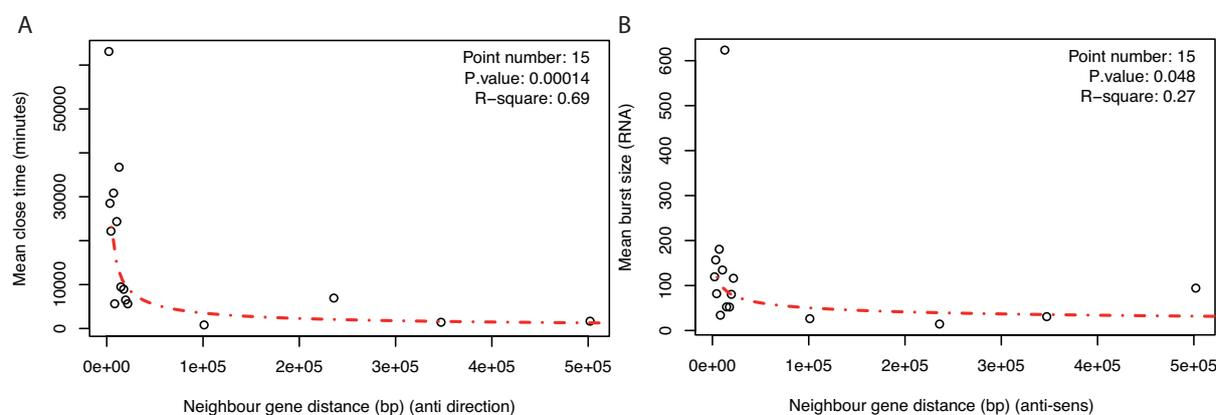 A
Mean close time (minutes)
50000
30000
10000
0
Point number: 15
P.value: 0.00014
R−square: 0.69
0e+00 1e+05 2e+05 3e+05 4e+05 5e+05
Neighbour gene distance (bp) (anti direction)
B
Mean burst size (RNA)
600
500
400
300
200
100
0
Point number: 15
P.value: 0.048
R−square: 0.27
0e+00 1e+05 2e+05 3e+05 4e+05 5e+05
Neighbour gene distance (bp) (anti-sens)